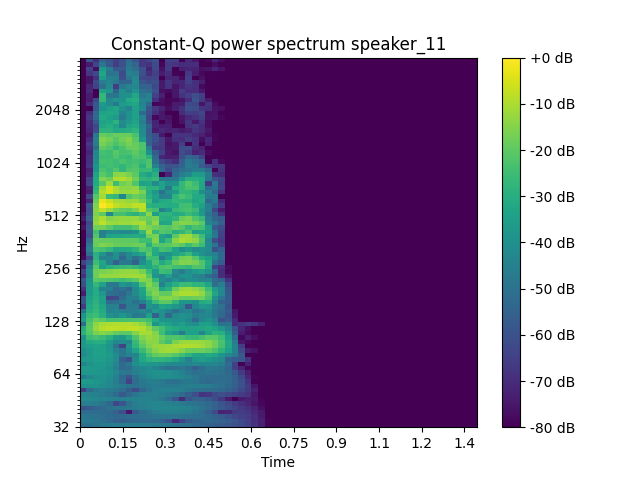 Constant-Q power spectrum speaker_11
+0 dB
-10 dB
-20 dB
-30 dB
-40 dB
-50 dB
-60 dB
-70 dB
-80 dB
Hz
2048
1024
512
256
128
64
32
0 0.15 0.3 0.45 0.6 0.75 0.9 1.1 1.2 1.4
Time